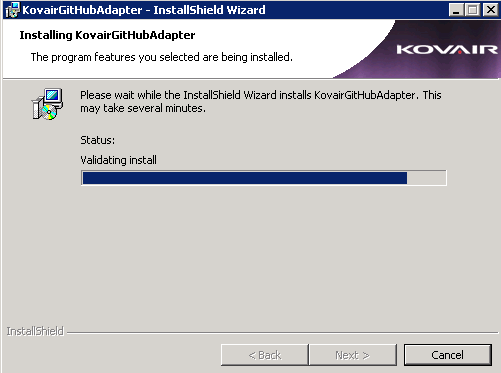 KovairGitHubAdapter - InstallShield Wizard
Installing KovairGitHubAdapter
The program features you selected are being installed.
KOVAIR
Please wait while the InstallShield Wizard installs KovairGitHubAdapter. This
may take several minutes.
Status:
Validating install
InstallShield
< Back
Next >
Cancel